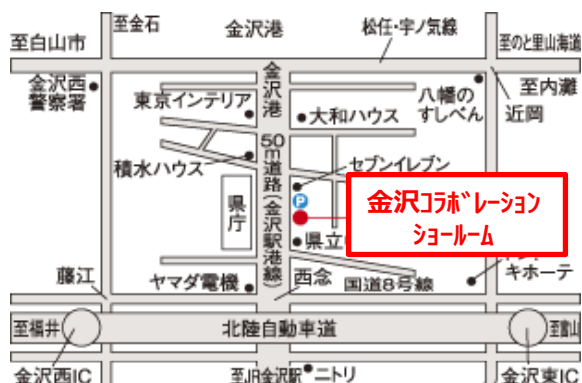 至金石
金沢港
松任・宇ノ気線
至白山市
至のと里山海道
金沢西
警察署
東京インテリア
金沢港
50m道路(金沢駅港線)
大和ハウス
八幡の
すしべん
至内灘
近岡
積水ハウス
セブンイレブン
県庁
P
金沢コラボレーション
ショールーム
県立
藤江
ヤマダ電機
西念
国道8号線
キホーテ
至福井
北陸自動車道
至富山
金沢西IC
至JR金沢駅
ニトリ
金沢東IC